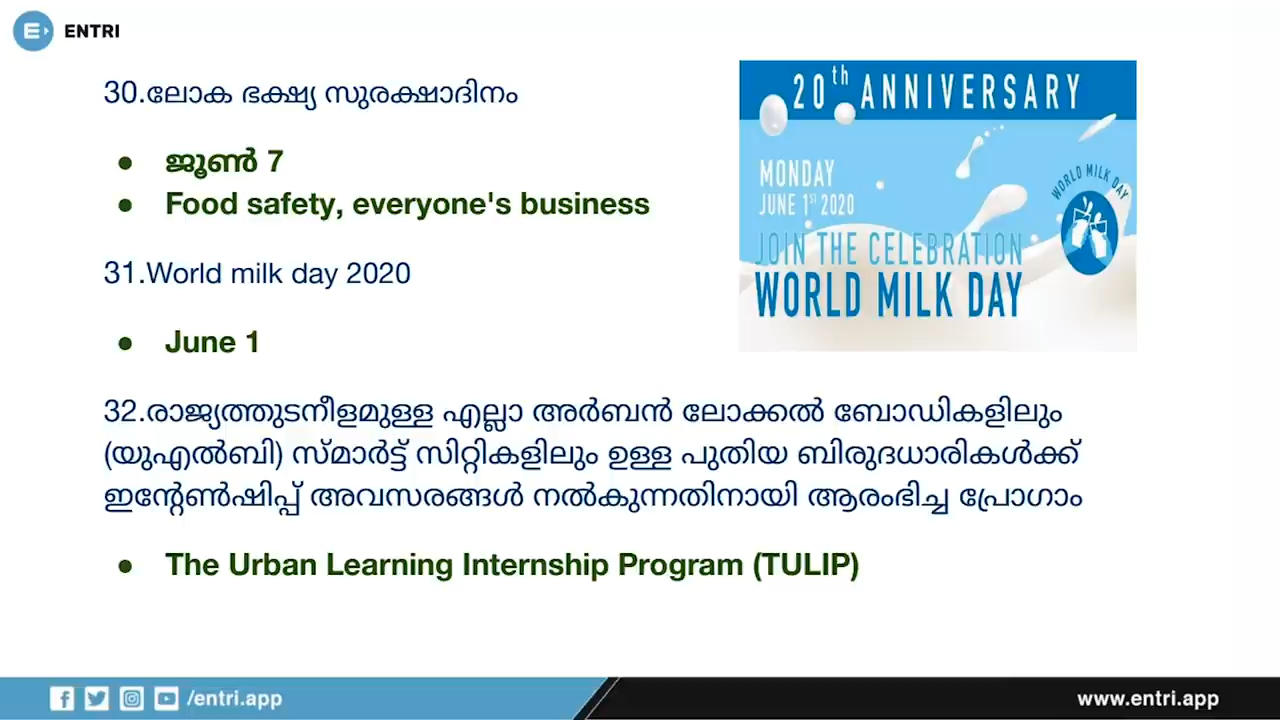 ENTRI
30.ലോക ഭക്ഷ്യ സുരക്ഷാദിനം
● ജൂൺ 7
● Food safety, everyone's business
31.World milk day 2020
● June 1
20th ANNIVERSARY
MONDAY
JUNE 1ST 2020
JOIN THE CELEBRATION
WORLD MILK DAY
WORLD MILK DAY
32.രാജ്യത്തുടനീളമുള്ള എല്ലാ അർബൻ ലോക്കൽ ബോഡികളിലും
(യുഎൽബി) സ്മാർട്ട് സിറ്റികളിലും ഉള്ള പുതിയ ബിരുദധാരികൾക്ക്
ഇന്റേൺഷിപ്പ് അവസരങ്ങൾ നൽകുന്നതിനായി ആരംഭിച്ച പ്രോഗാം
● The Urban Learning Internship Program (TULIP)
/entri.app
www.entri.app